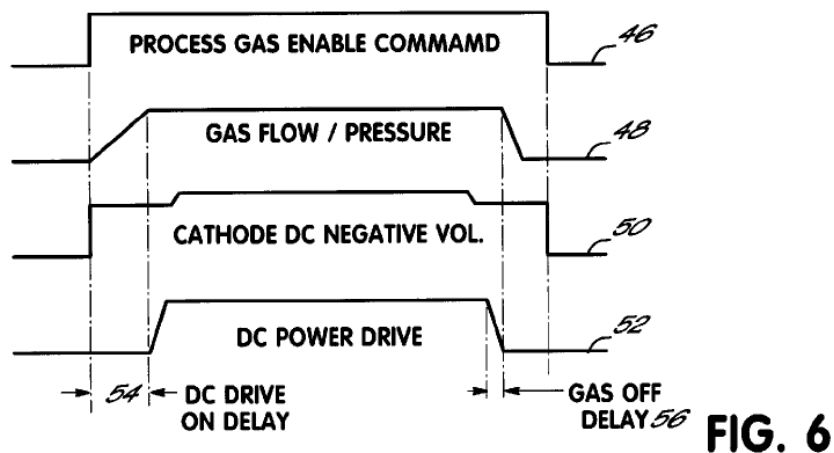 PROCESS GAS ENABLE COMMAMD
46
GAS FLOW / PRESSURE
48
CATHODE DC NEGATIVE VOL.
50
DC POWER DRIVE
52
54
DC DRIVE
ON DELAY
GAS OFF
DELAY 56
FIG. 6